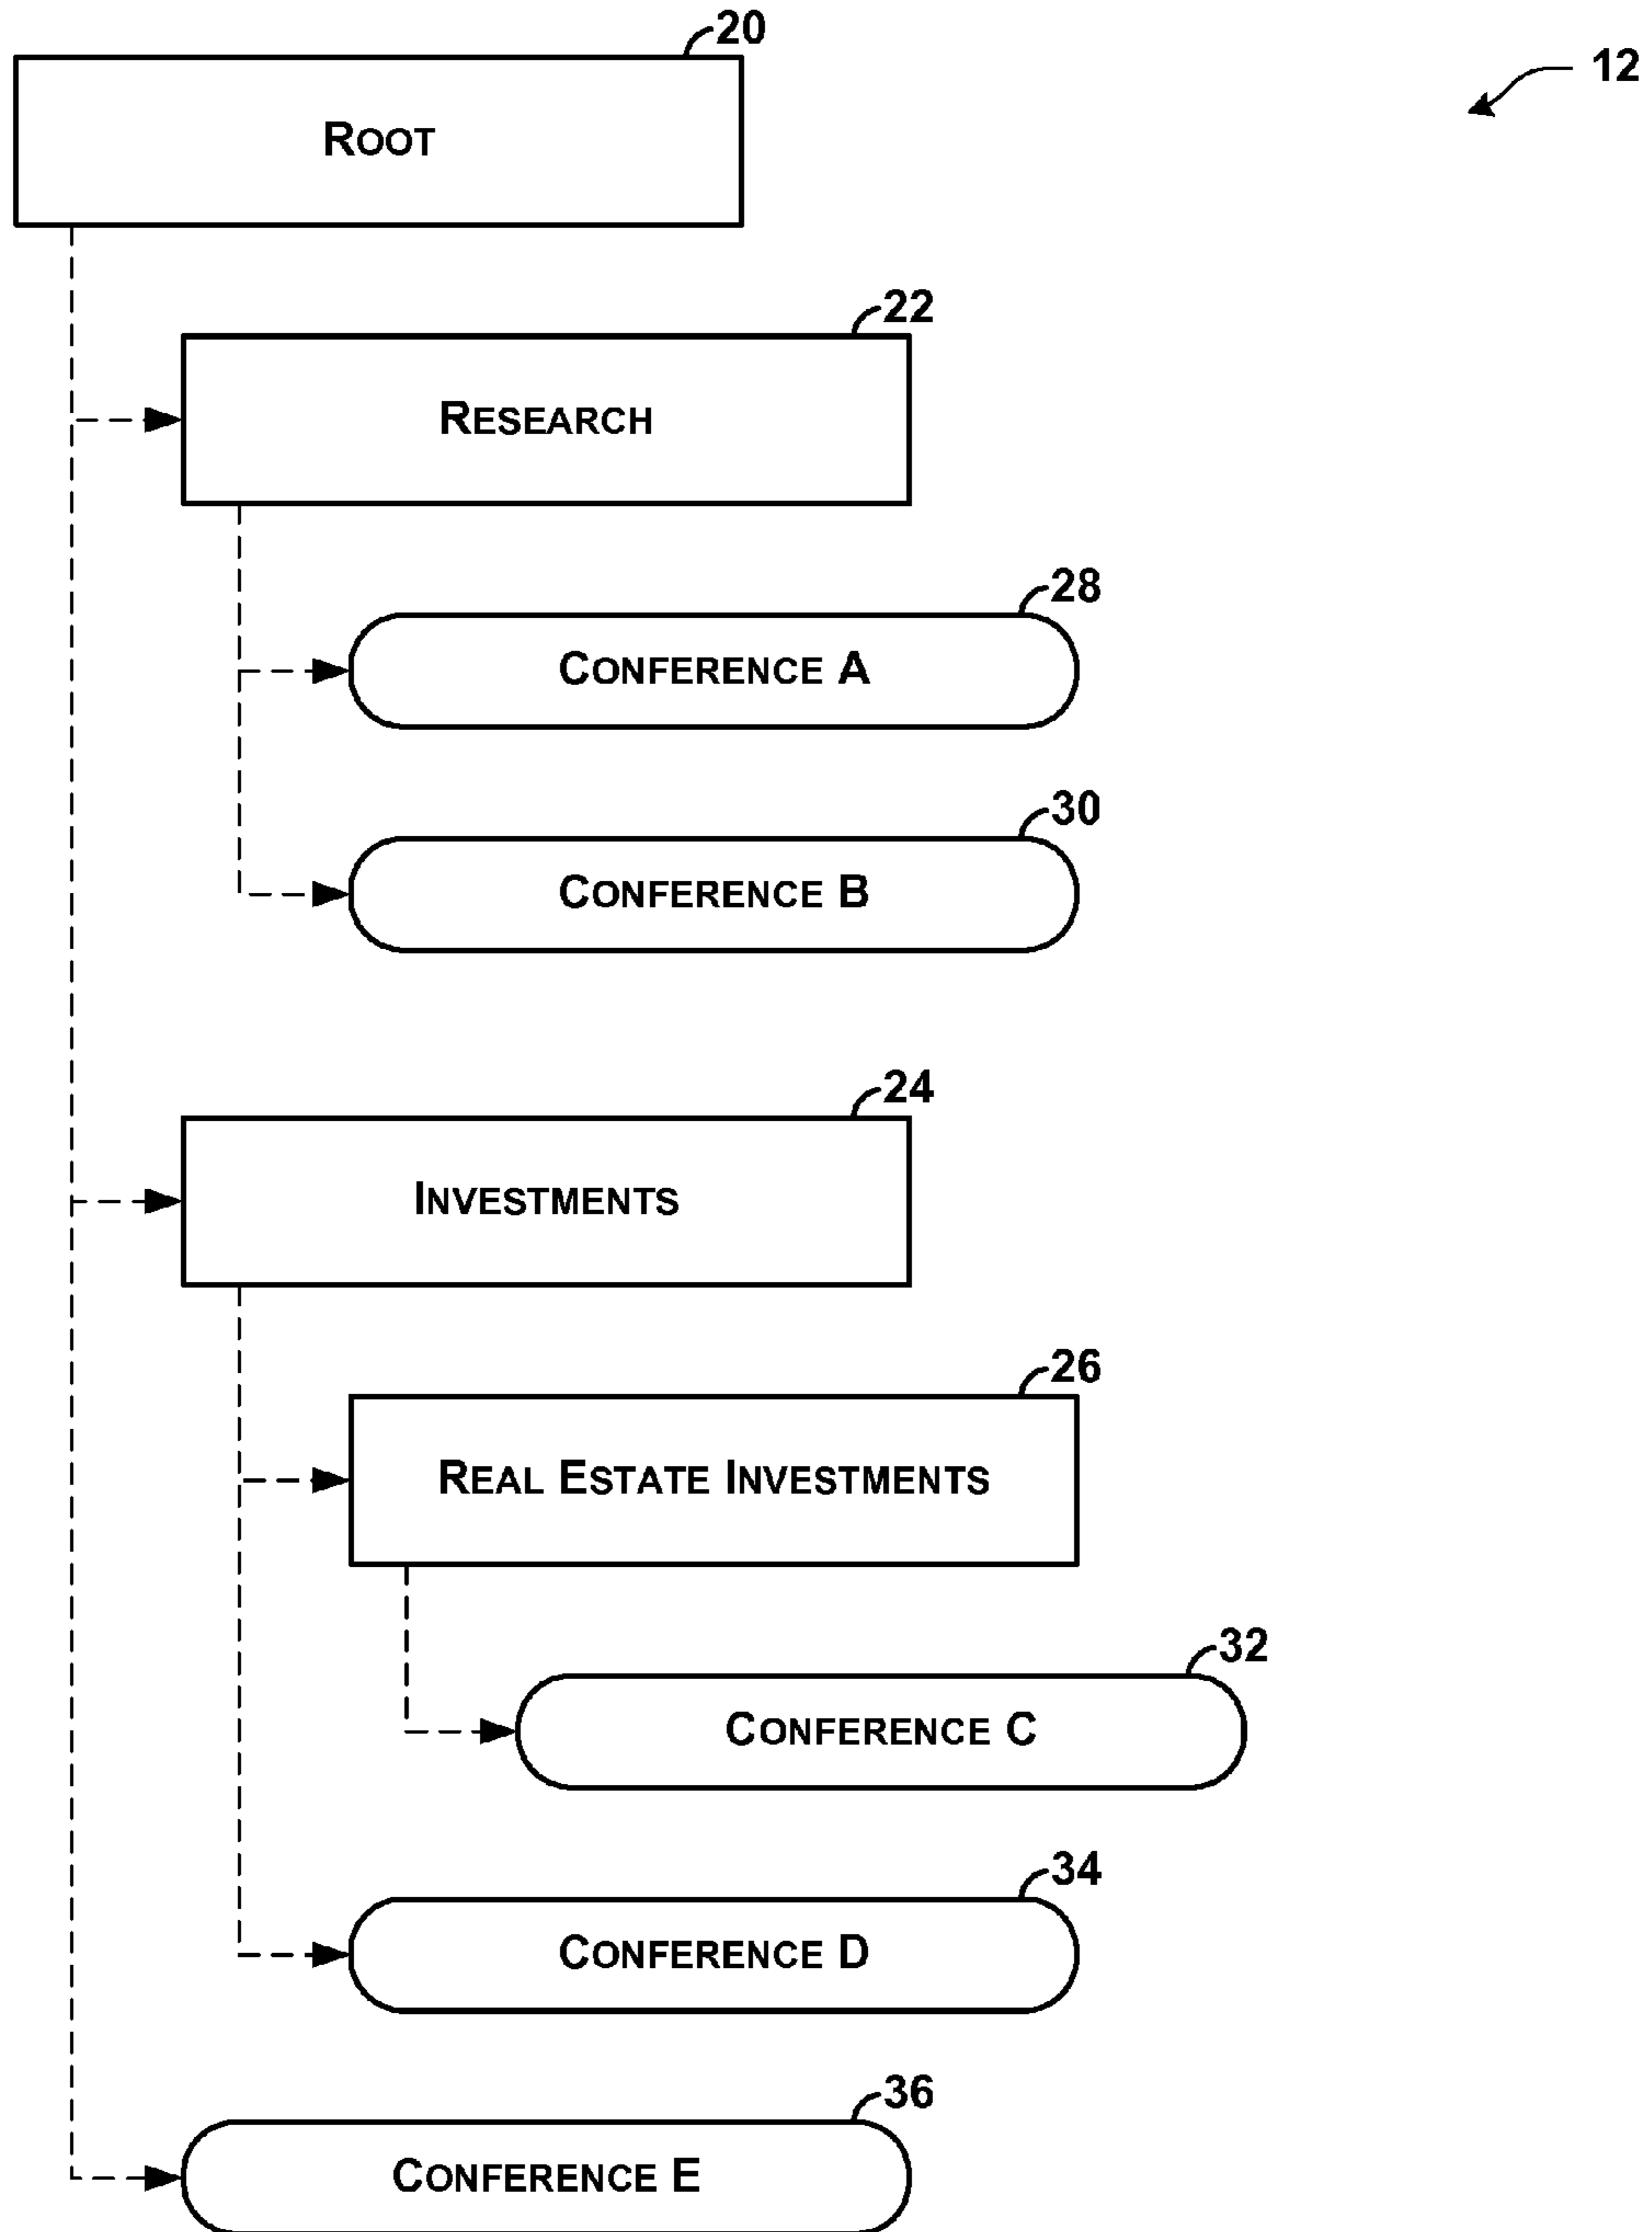 20
12
ROOT
22
RESEARCH
28
CONFERENCE A
30
CONFERENCE B
24
INVESTMENTS
26
REAL ESTATE INVESTMENTS
32
CONFERENCE C
34
CONFERENCE D
36
CONFERENCE E